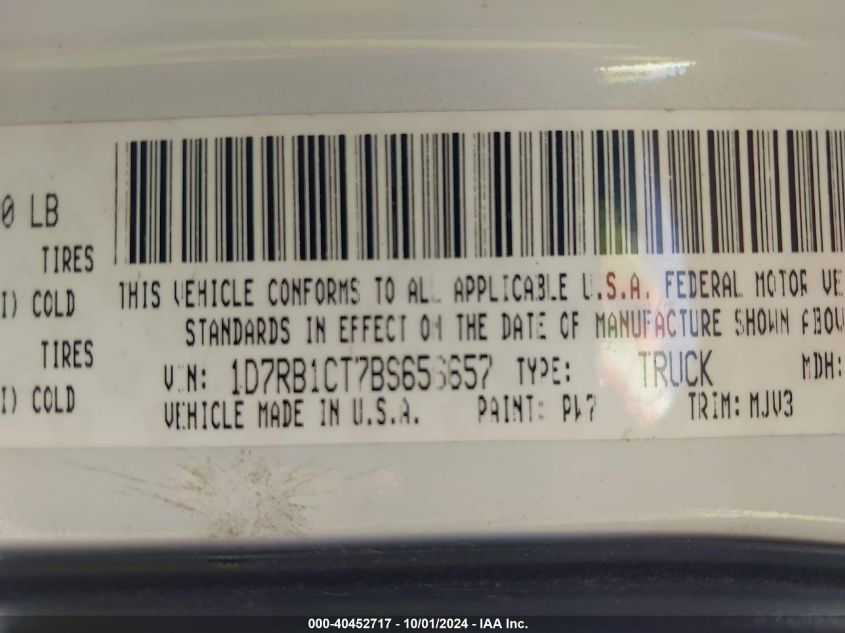 0 LB
TIRES
I) COLD
TIRES
I) COLD
THIS VEHICLE CONFORMS TO ALL APPLICABLE U.S.A. FEDERAL MOTOR VE
STANDARDS IN EFFECT ON THE DATE OF MANUFACTURE SHOWN ABOV
VIN: 1D7RB1CT7BS656657 TYPE: TRUCK MDH:
VEHICLE MADE IN U.S.A. PAINT: PW7 TRIM: MJV3
000-40452717 - 10/01/2024 - IAA Inc.